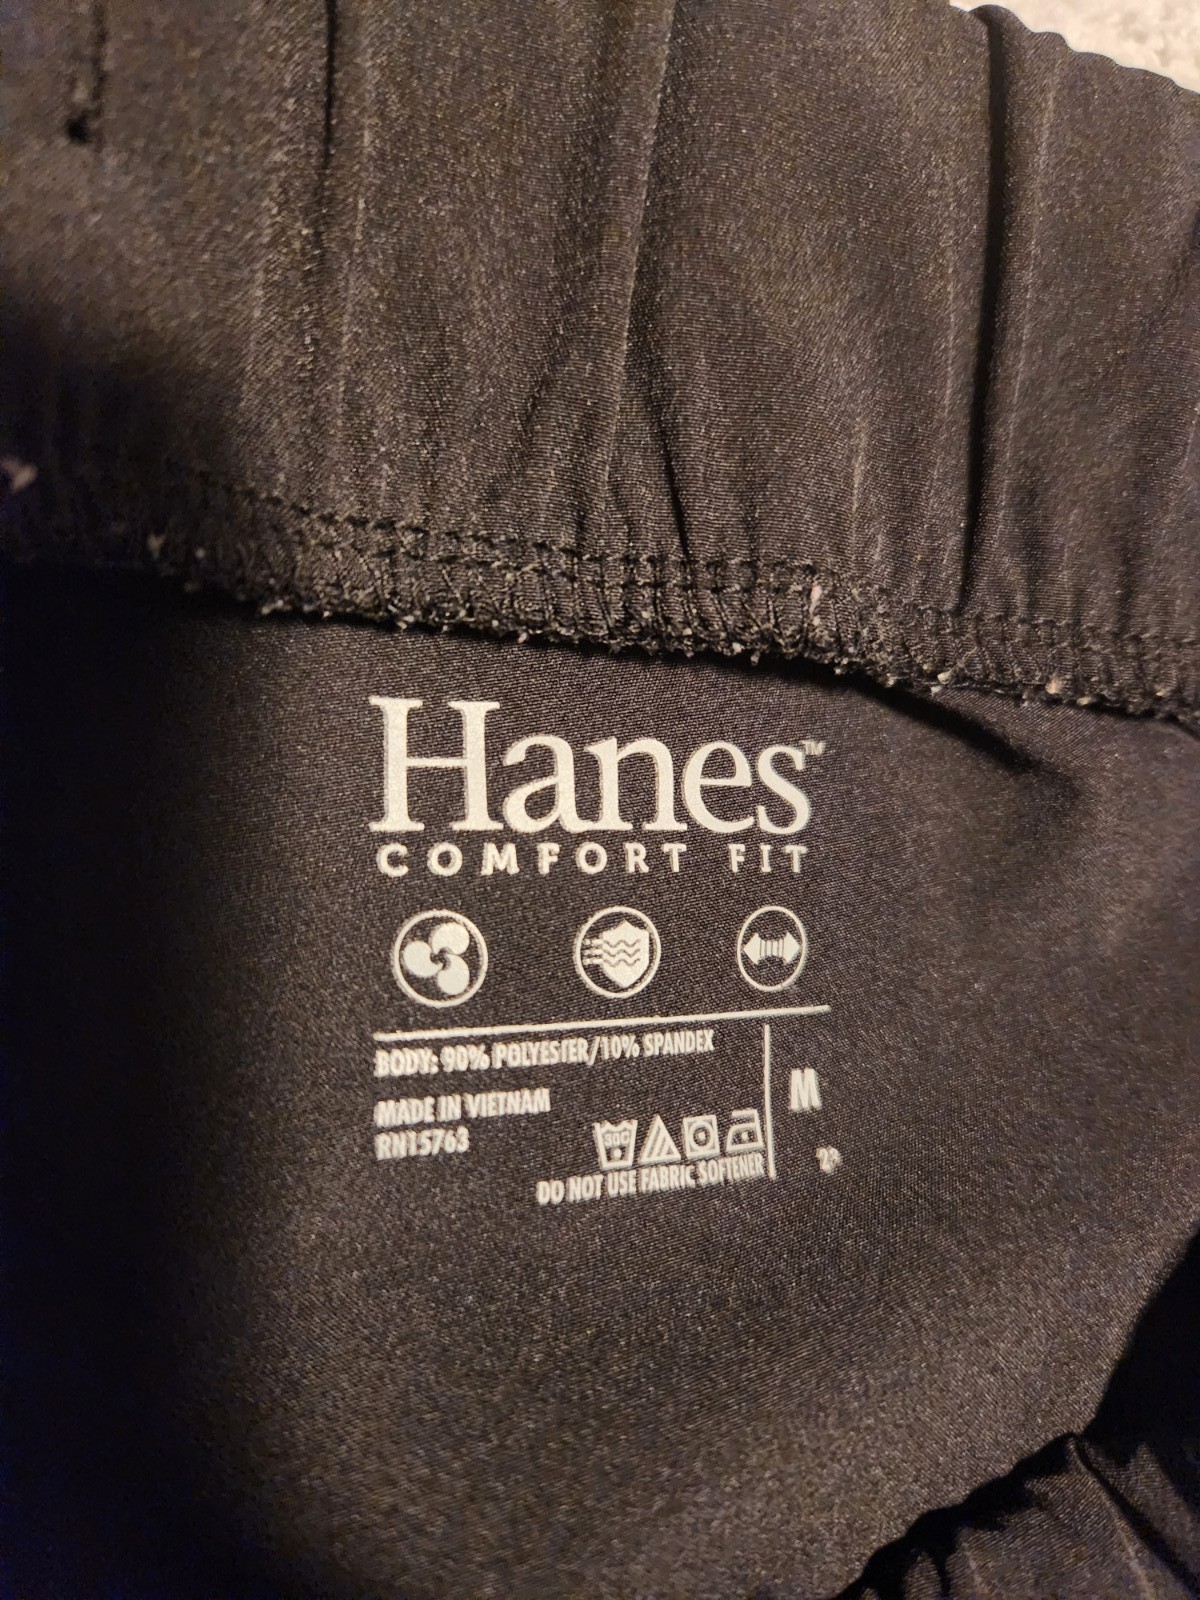 Hanes™
COMFORT FIT
BODY: 90% POLYESTER/10% SPANDEX
MADE IN VIETNAM
RN15763
M
DO NOT USE FABRIC SOFTENER